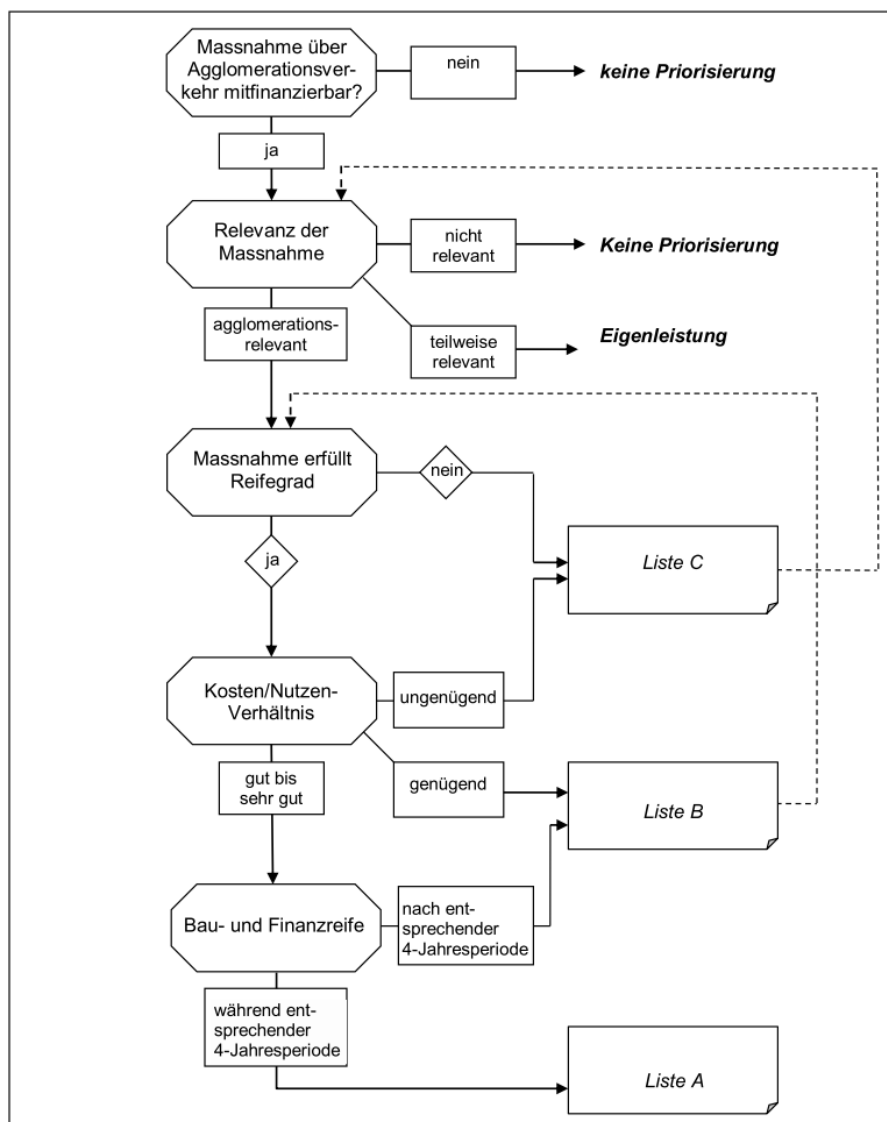 Massnahme über
Agglomerationsver-
kehr mitfinanzierbar?
nein
keine Priorisierung
ja
Relevanz der
Massnahme
nicht
relevant
Keine Priorisierung
agglomerations-
relevant
teilweise
relevant
Eigenleistung
Massnahme erfüllt
Reifegrad
nein
ja
Liste C
Kosten/Nutzen-
Verhältnis
ungenügend
gut bis
sehr gut
genügend
Liste B
Bau- und Finanzreife
nach ent-
sprechender
4-Jahresperiode
während ent-
sprechender
4-Jahresperiode
Liste A